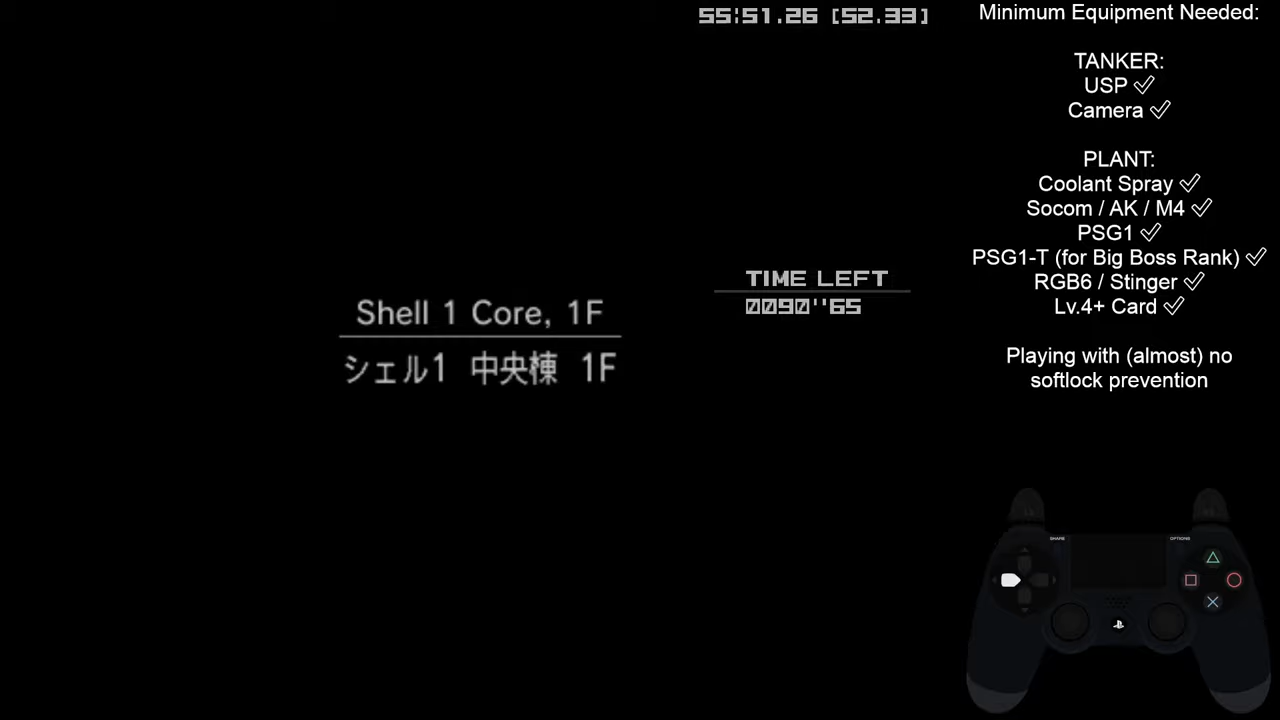 55:51.26 [52.33]
Minimum Equipment Needed:
TANKER:
USP ✓
Camera ✓
PLANT:
Coolant Spray ✓
Socom / AK / M4 ✓
PSG1 ✓
PSG1-T (for Big Boss Rank) ✓
RGB6 / Stinger ✓
Lv.4+ Card ✓
Playing with (almost) no
softlock prevention
TIME LEFT
0090"65
Shell 1 Core, 1F
シェル1 中央棟 1F
SHARE
OPTIONS